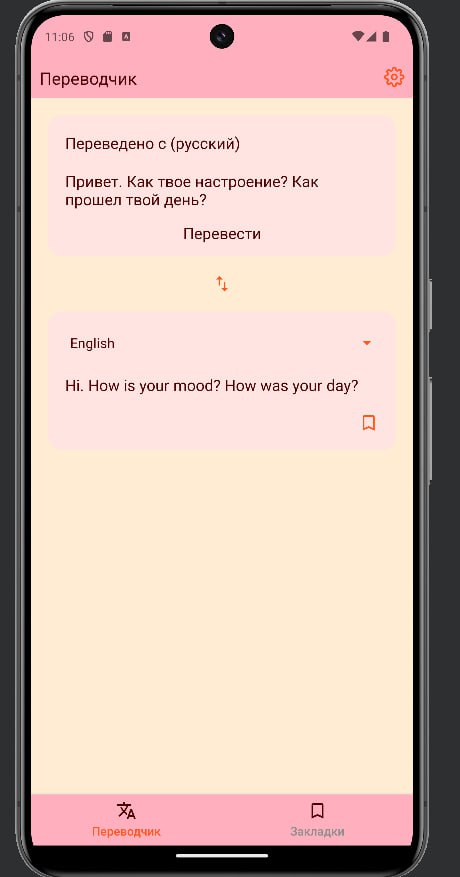 11:06
Переводчик
Переведено с (русский)
Привет. Как твое настроение? Как
прошел твой день?
Перевести
English
Hi. How is your mood? How was your day?
Переводчик
Закладки